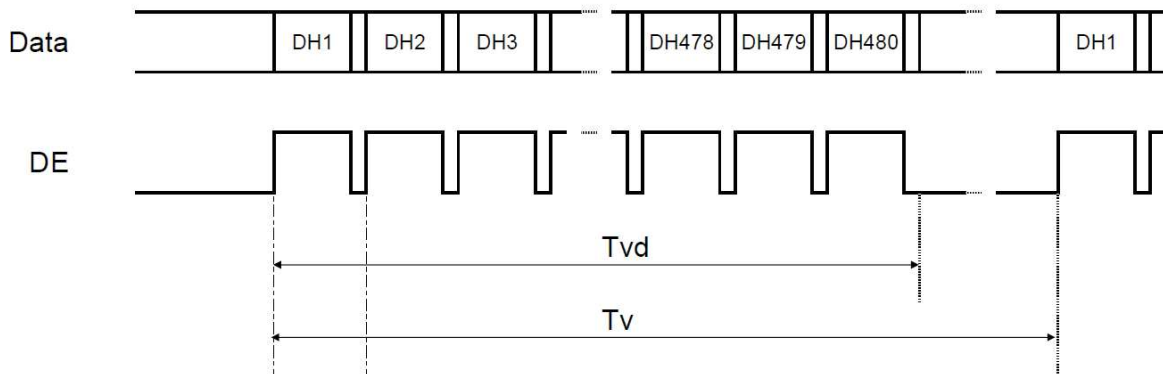 Data DH1 DH2 DH3 DH478 DH479 DH480 DH1
DE
Tvd
Tv